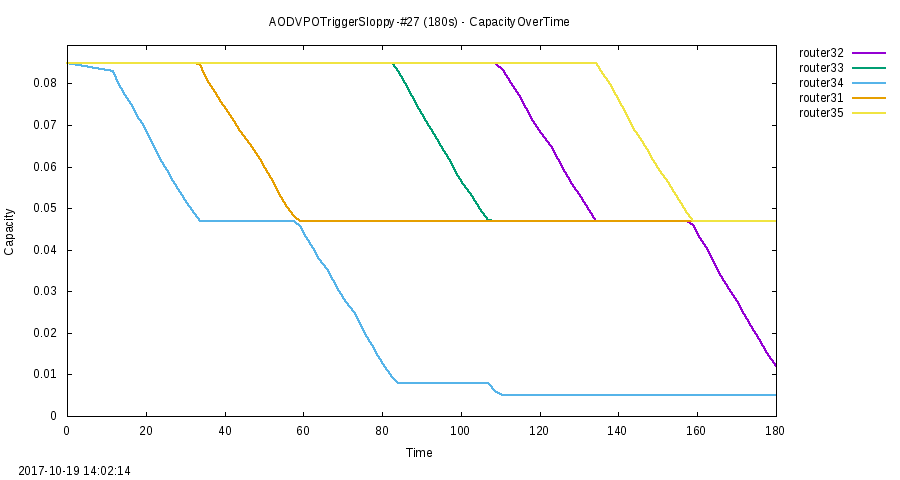 AODVPOTriggerSloppy-#27 (180s) - CapacityOverTime
router32
router33
router34
router31
router35
0.08
0.07
0.06
0.05
0.04
0.03
0.02
0.01
0
Capacity
0 20 40 60 80 100 120 140 160 180
Time
2017-10-19 14:02:14